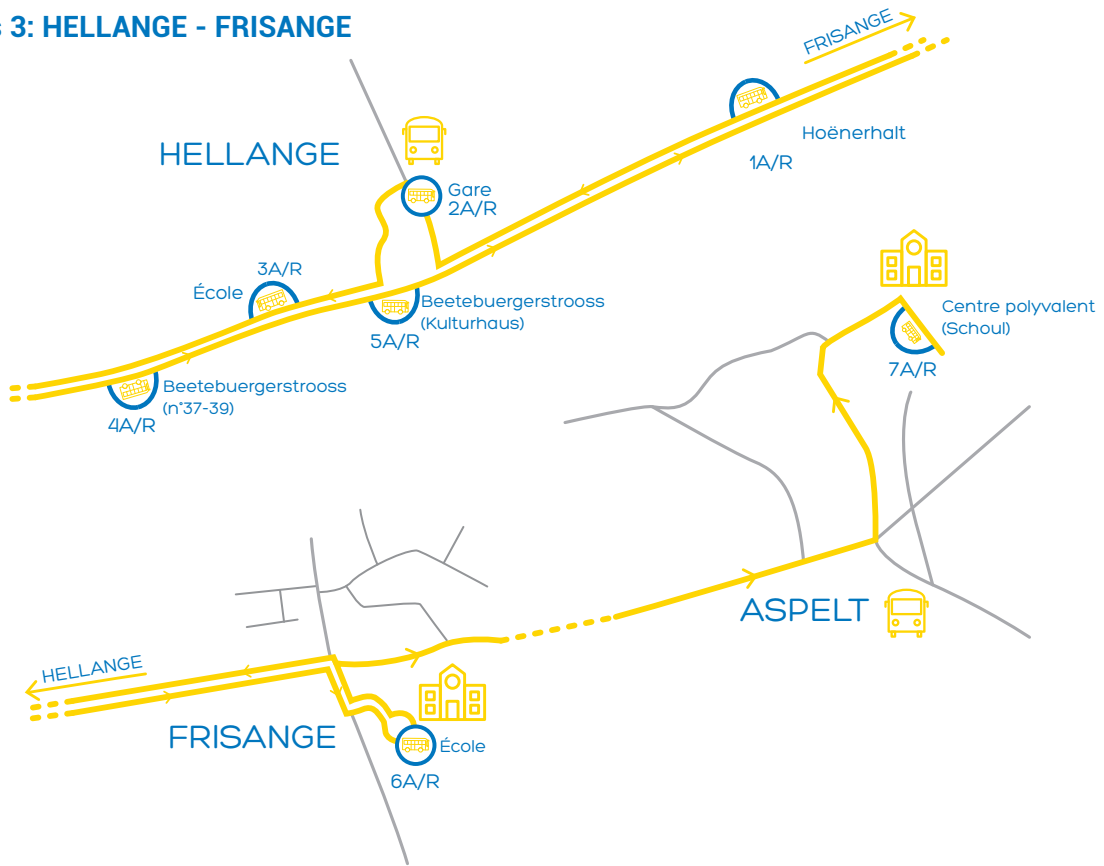 3: HELLANGE - FRISANGE
FRISANGE
Hoënerhalt
1A/R
HELLANGE
Gare
2A/R
3A/R
École
Beetebuergerstrooss
(Kulturhaus)
5A/R
Centre polyvalent
(Schoul)
7A/R
Beetebuergerstrooss
(n°37-39)
4A/R
ASPELT
HELLANGE
FRISANGE
École
6A/R